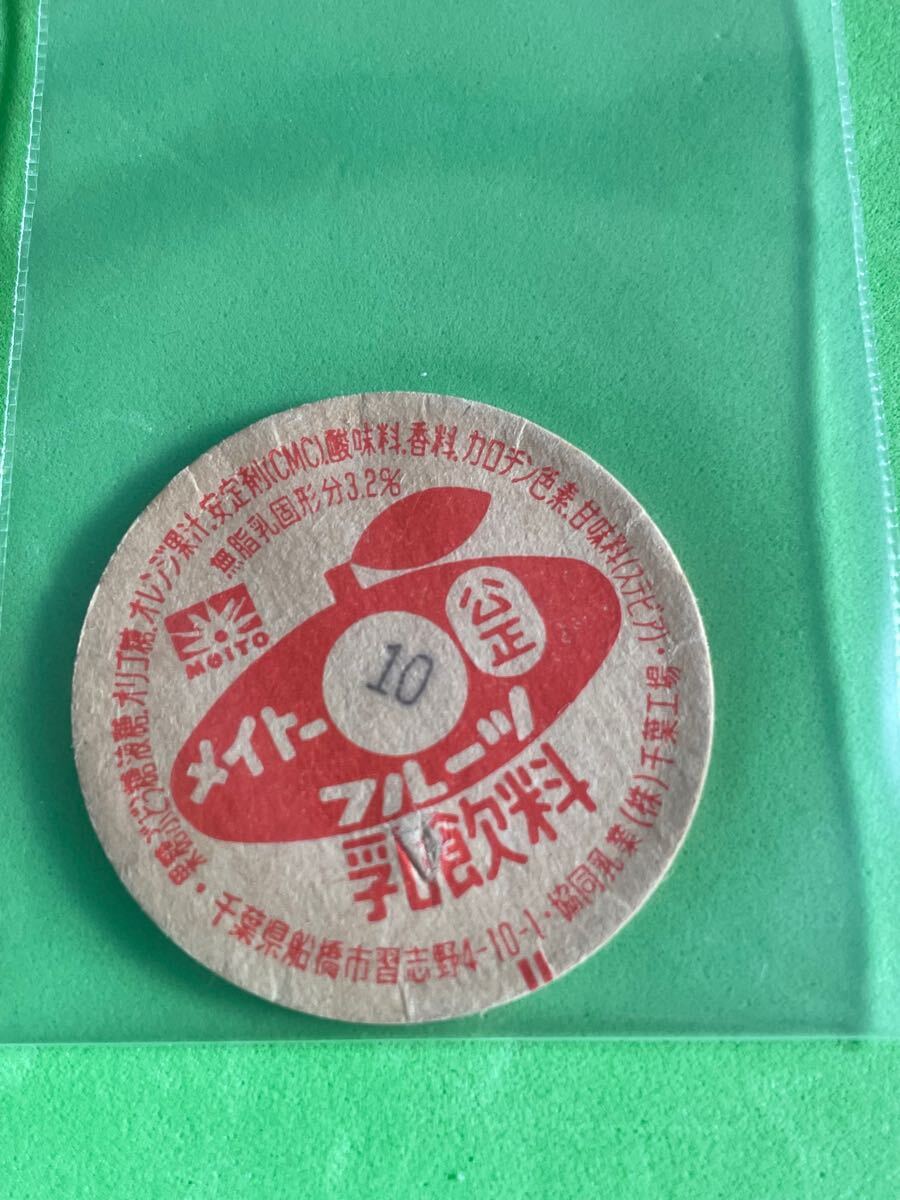 果糖ぶどう糖液糖、オリゴ糖、オレンジ果汁、安定剤(CMC)、酸味料、香料、カロチン色素、甘味料(ステビア)・
無脂乳固形分3.2%
MeiTO
公正
10
メイトー
フルーツ
乳飲料
協同乳業(株)千葉工場・
千葉県船橋市習志野4-10-1・